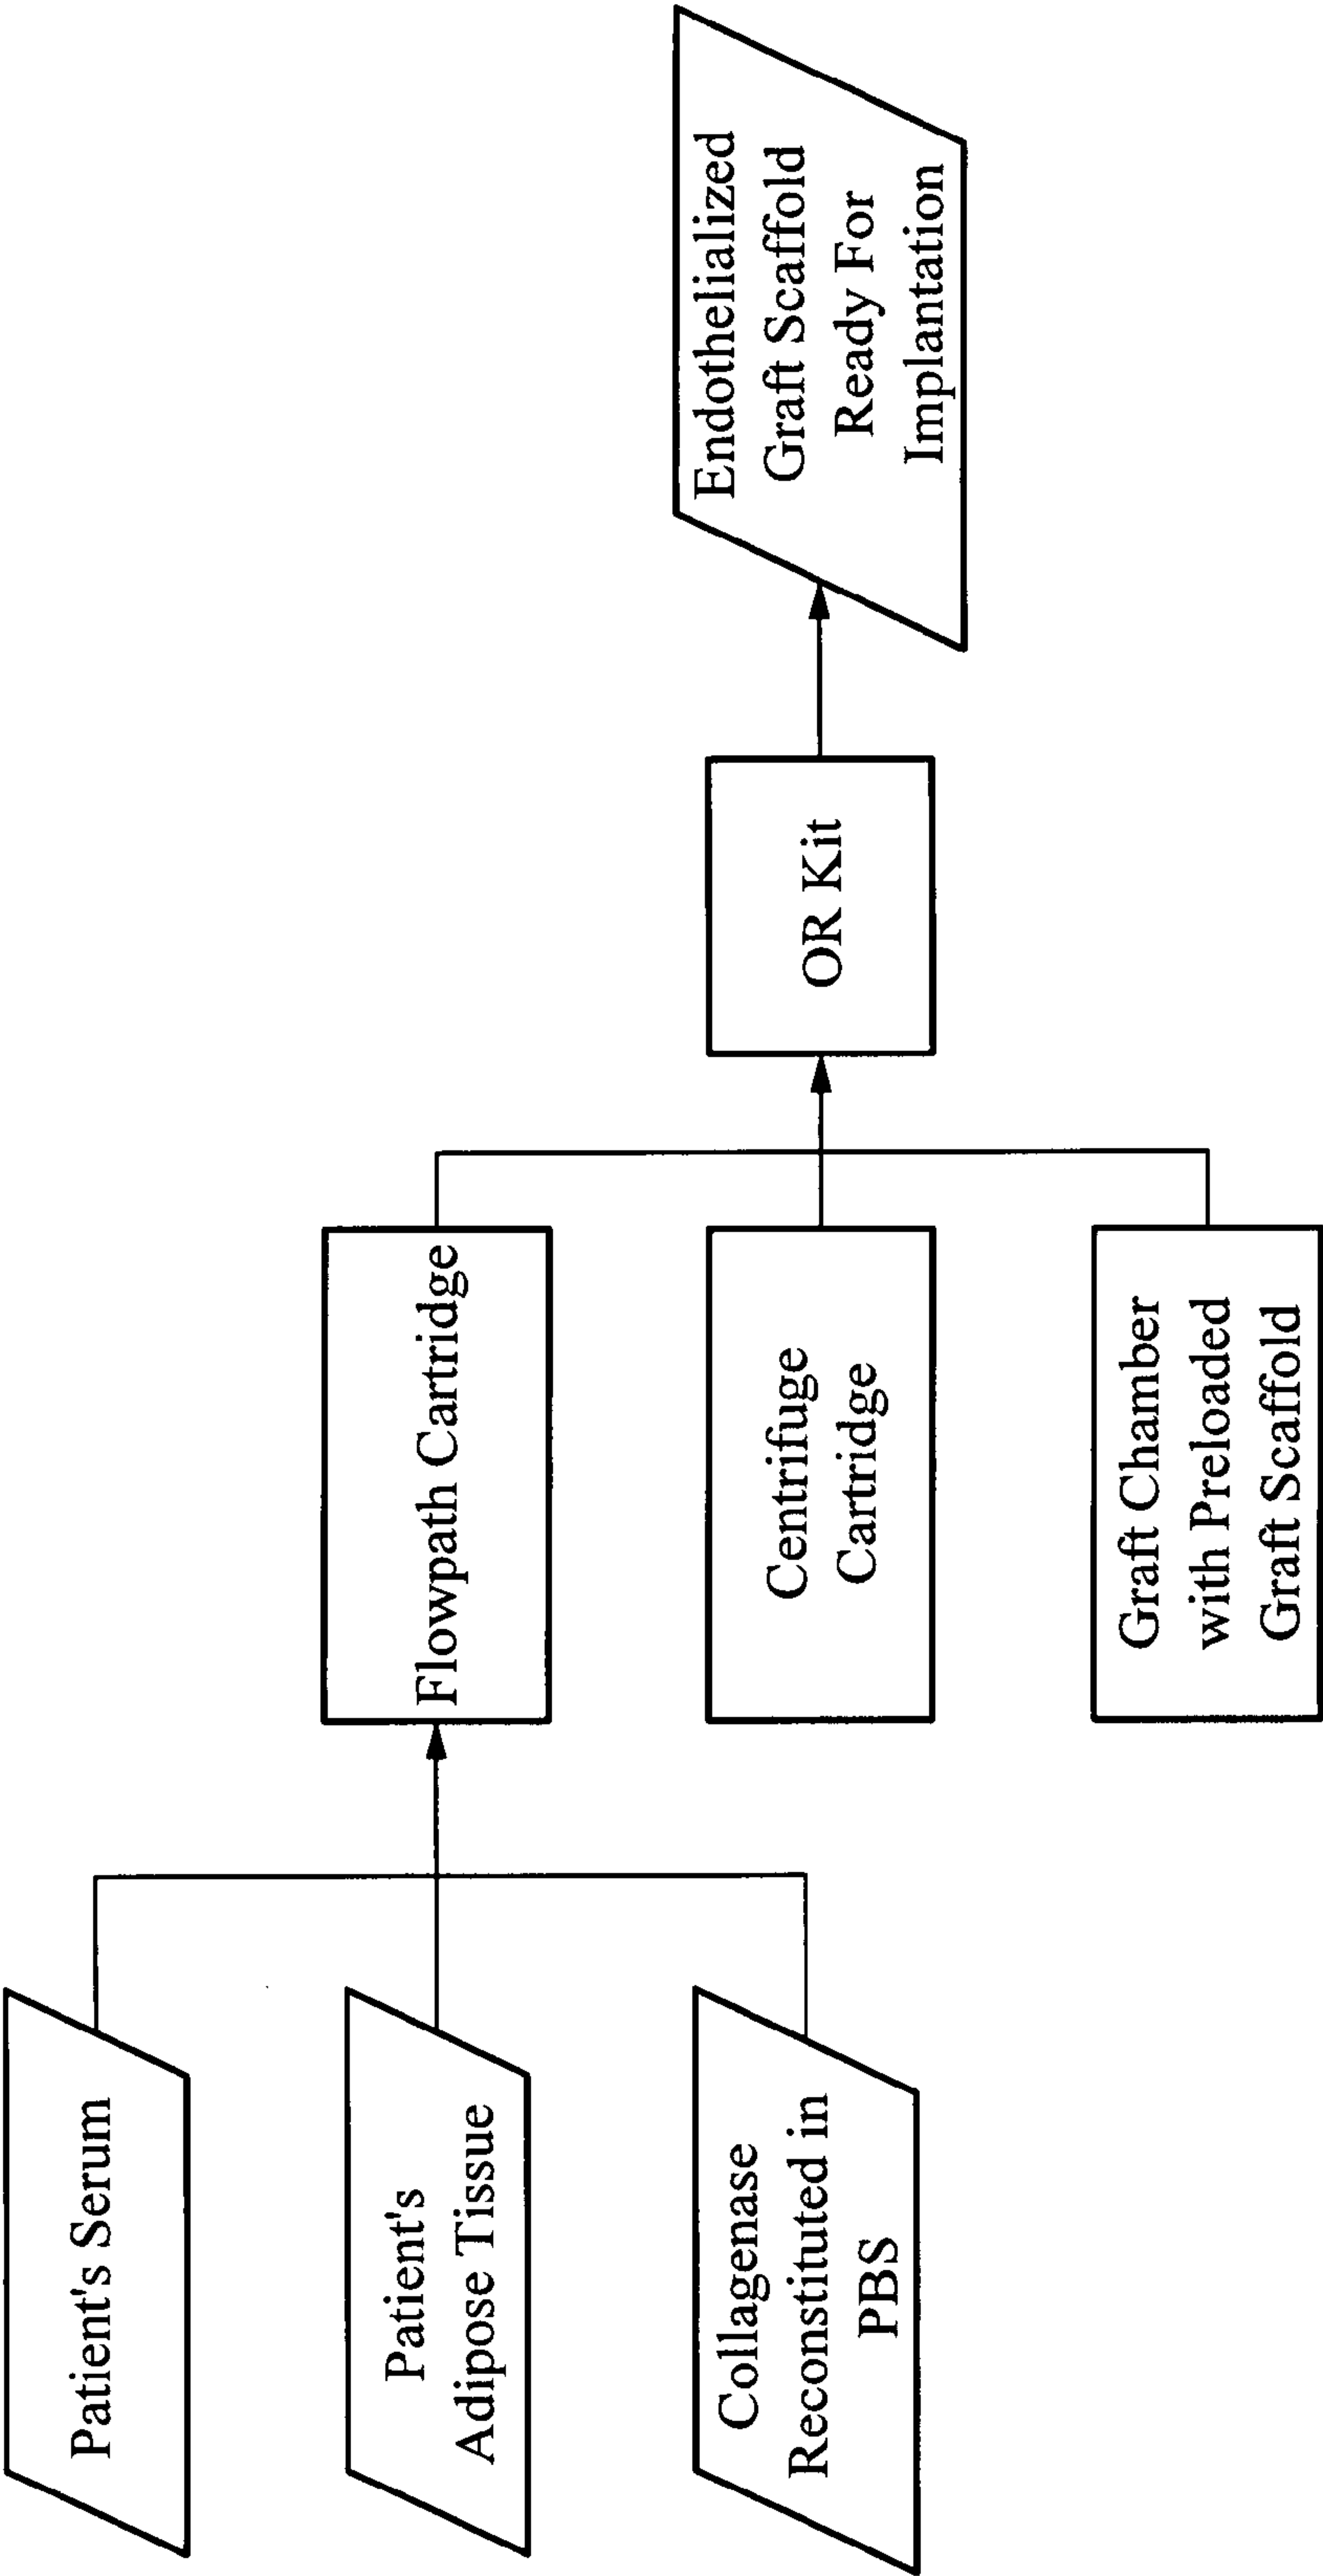 Patient's Serum
Patient's
Adipose Tissue
Collagenase
Reconstituted in
PBS
Flowpath Cartridge
Centrifuge
Cartridge
Graft Chamber
with Preloaded
Graft Scaffold
OR Kit
Endothelialized
Graft Scaffold
Ready For
Implantation